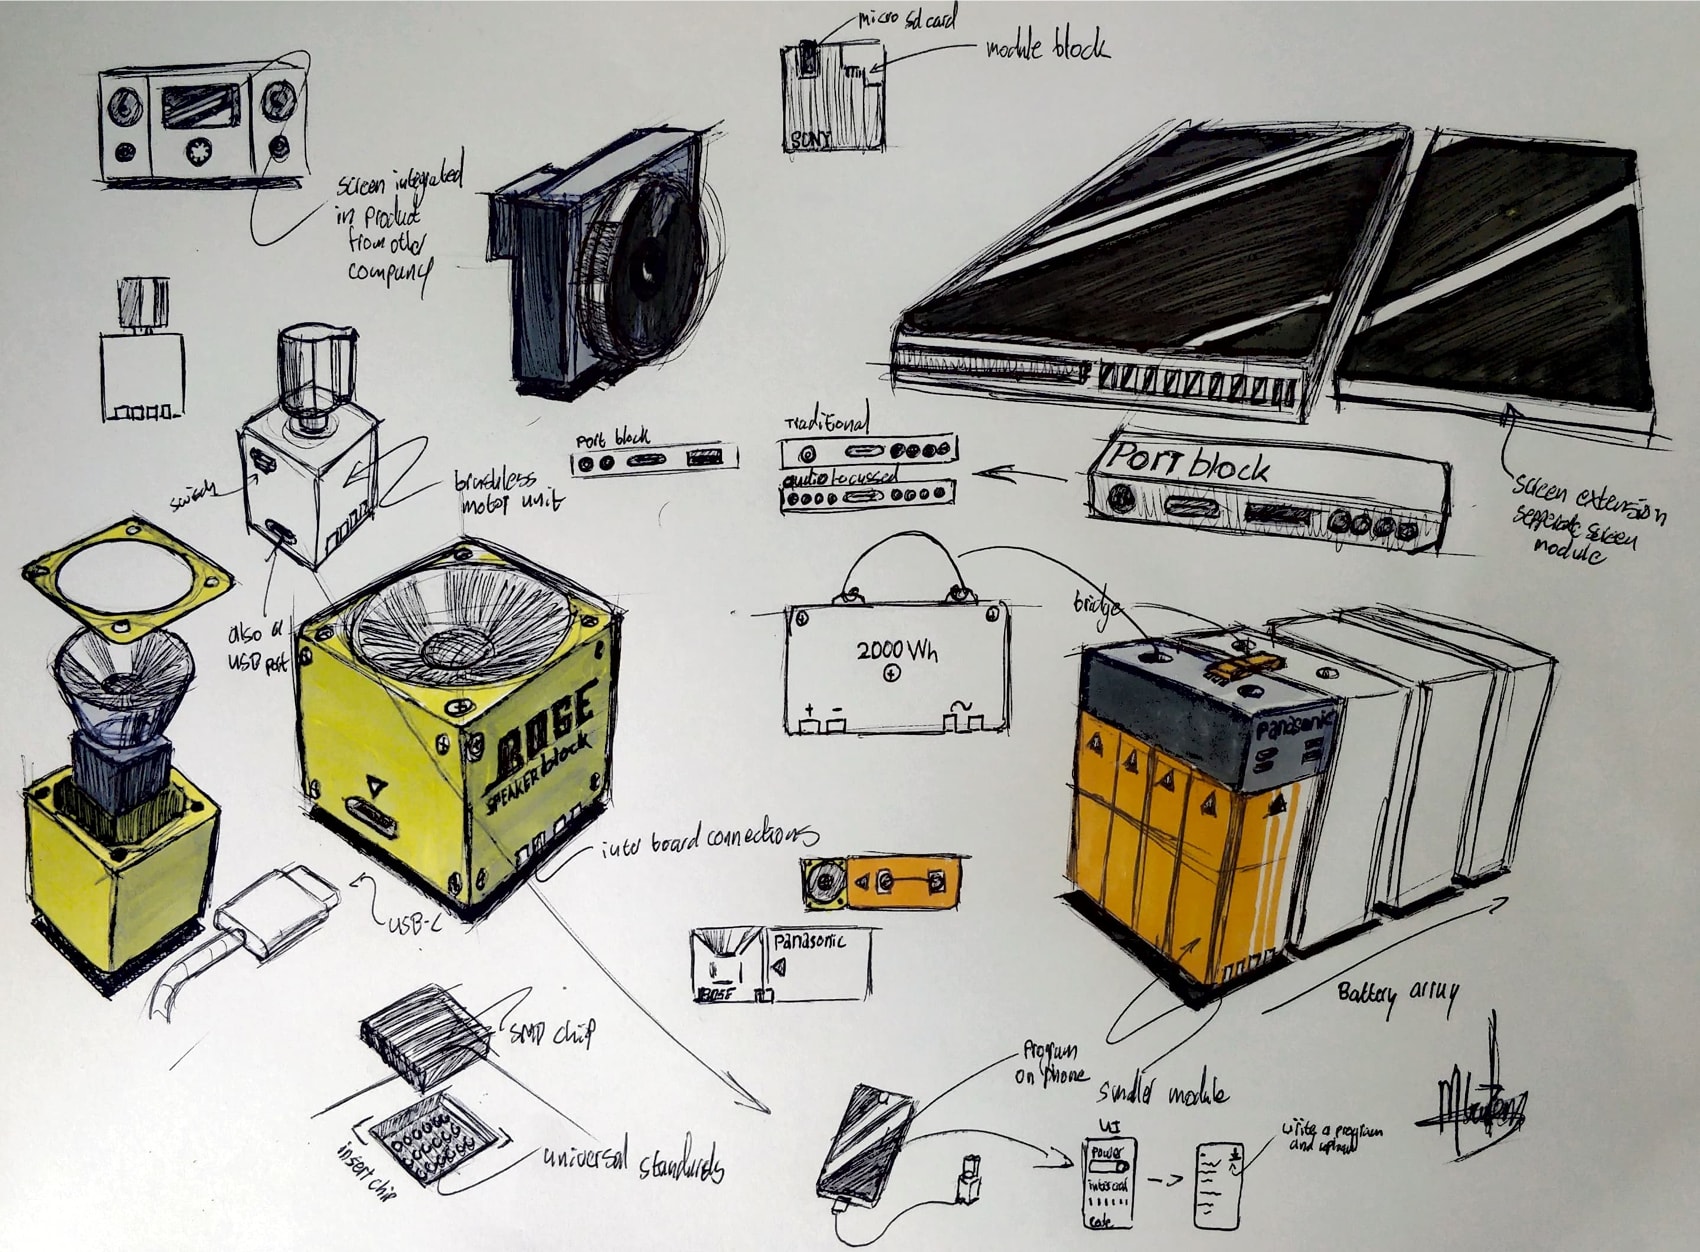 micro sd card
module block
SONY
screen integrated
in product
from other
company
switch
brushless
motor unit
also a
USB port
Port block
Traditional
audio focussed
Port block
screen extension
sepperate screen
module
2000 Wh
+ -
~
bridge
Panasonic
BOSE
SPEAKER block
inter board connections
USB-C
Panasonic
BOSE
Battery array
SMD chip
insert chip
universal standards
Program
on phone
smaller module
UI
Power
interval
code
write a program
and